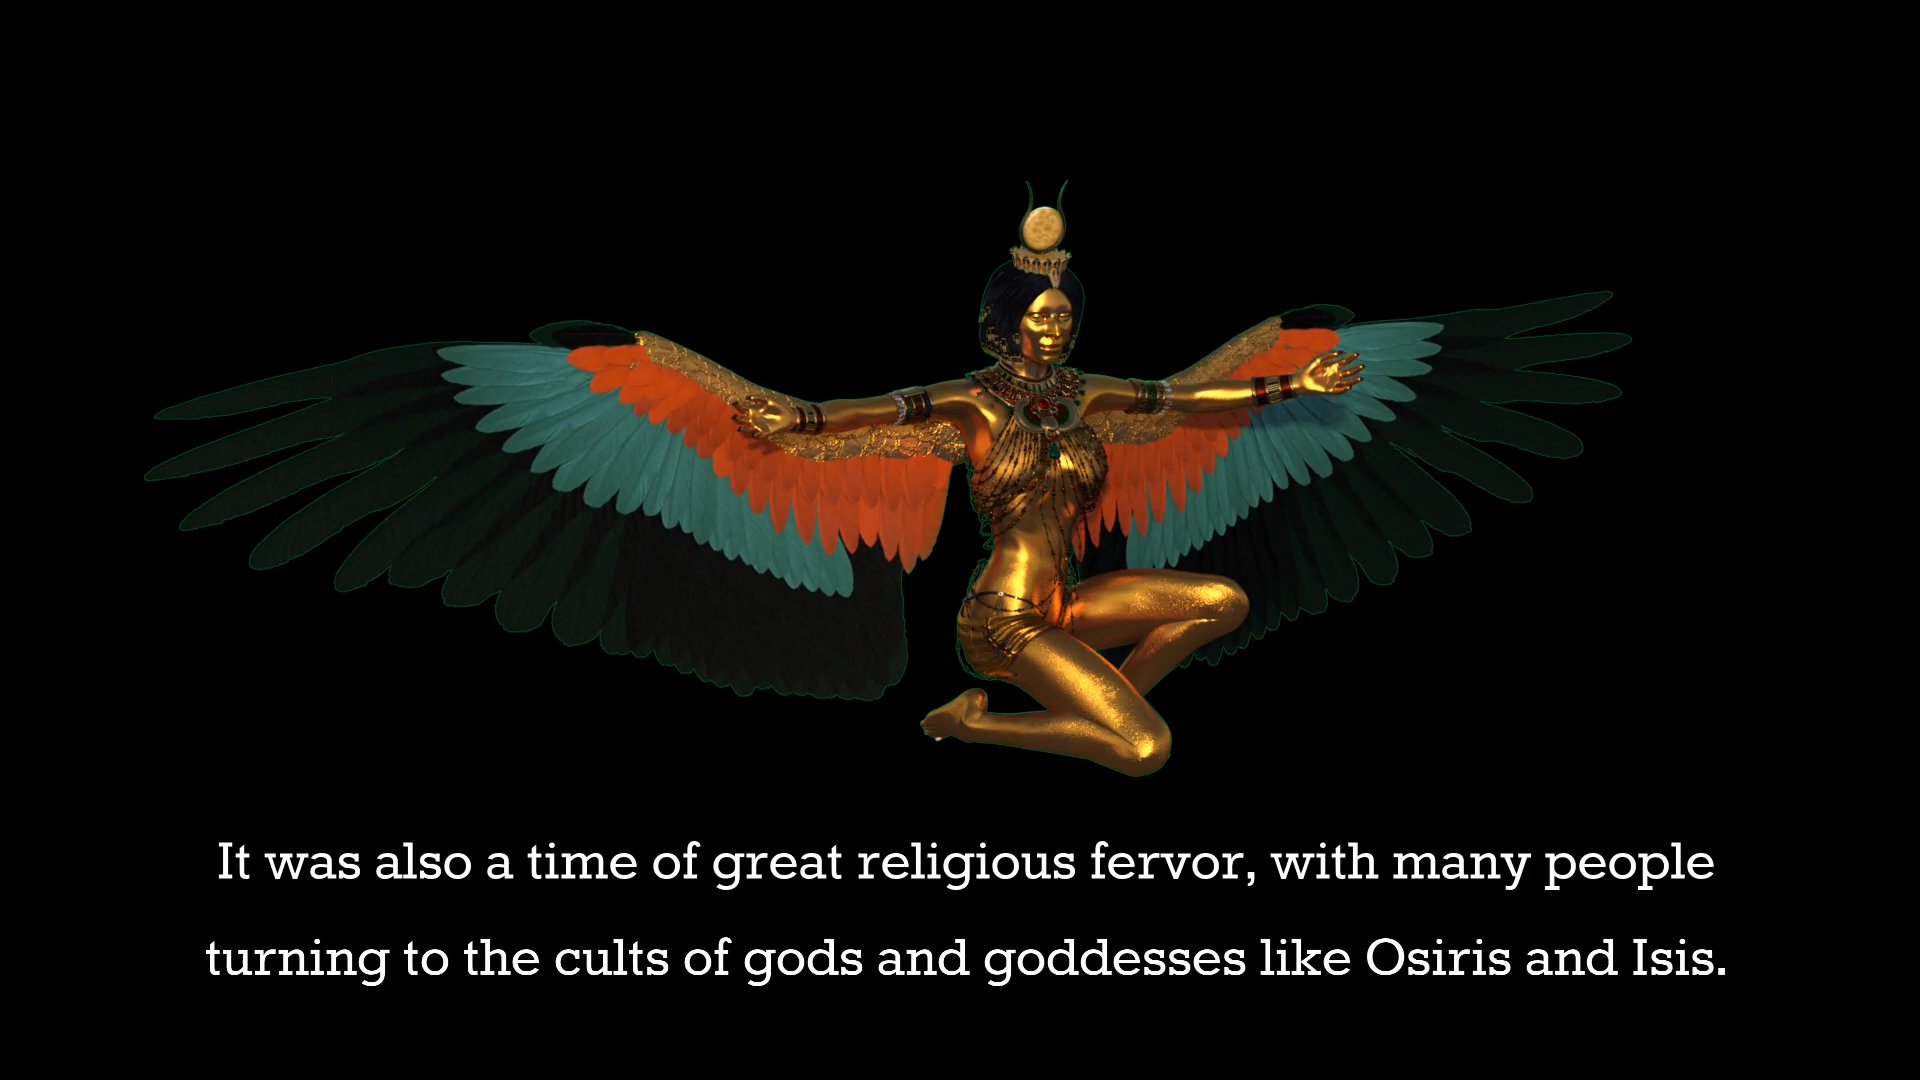 It was also a time of great religious fervor, with many people
turning to the cults of gods and goddesses like Osiris and Isis.